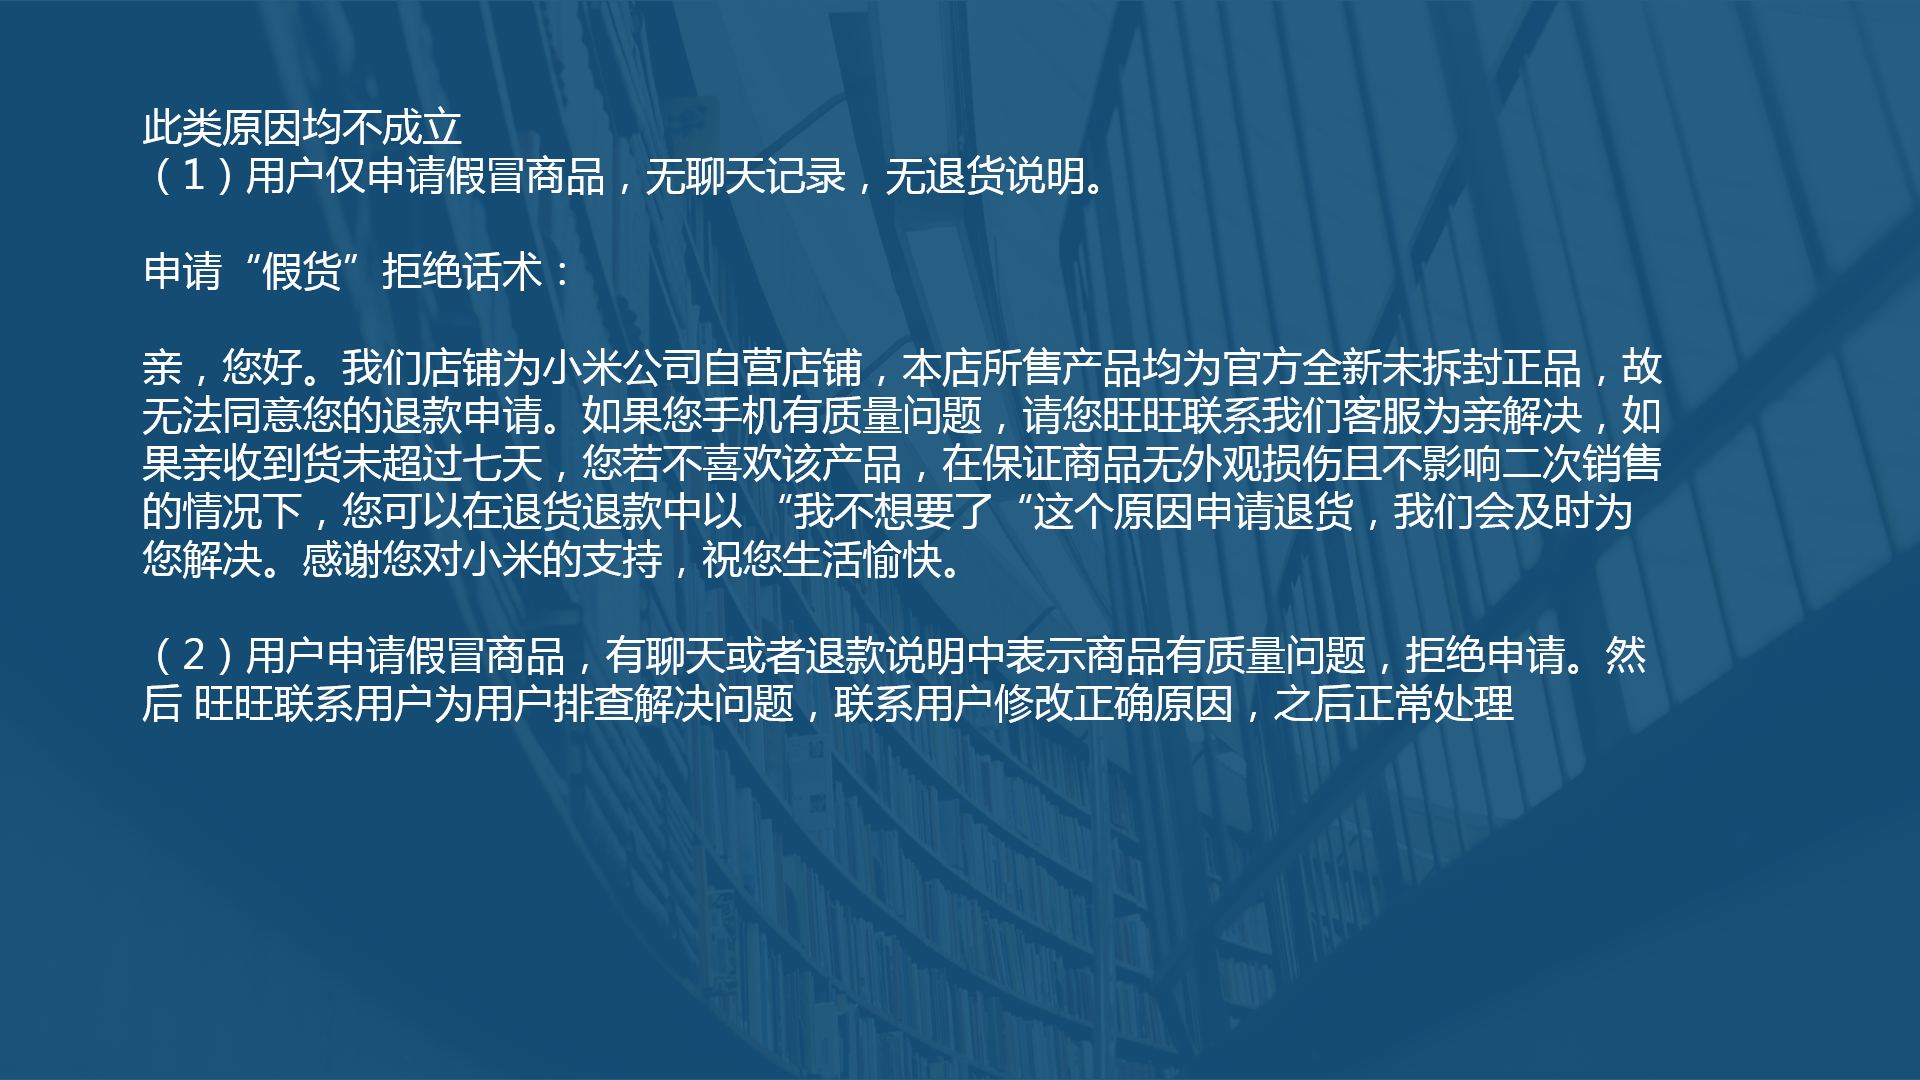 此类原因均不成立
（1）用户仅申请假冒商品，无聊天记录，无退货说明。
申请“假货”拒绝话术：
亲，您好。我们店铺为小米公司自营店铺，本店所售产品均为官方全新未拆封正品，故
无法同意您的退款申请。如果您手机有质量问题，请您旺旺联系我们客服为亲解决，如
果亲收到货未超过七天，您若不喜欢该产品，在保证商品无外观损伤且不影响二次销售
的情况下，您可以在退货退款中以 “我不想要了“这个原因申请退货，我们会及时为
您解决。感谢您对小米的支持，祝您生活愉快。
（2）用户申请假冒商品，有聊天或者退款说明中表示商品有质量问题，拒绝申请。然
后 旺旺联系用户为用户排查解决问题，联系用户修改正确原因，之后正常处理